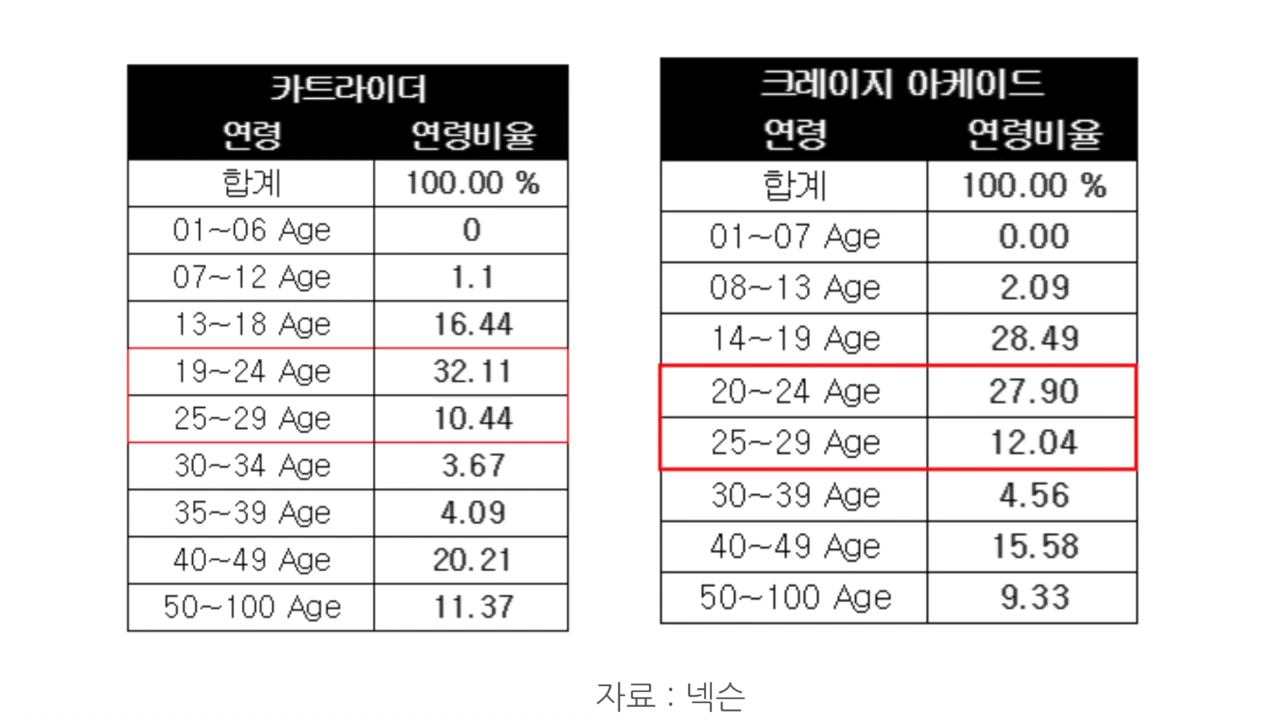 카트라이더
연령 연령비율
합계 100.00 %
01~06 Age 0
07~12 Age 1.1
13~18 Age 16.44
19~24 Age 32.11
25~29 Age 10.44
30~34 Age 3.67
35~39 Age 4.09
40~49 Age 20.21
50~100 Age 11.37
크레이지 아케이드
연령 연령비율
합계 100.00 %
01~07 Age 0.00
08~13 Age 2.09
14~19 Age 28.49
20~24 Age 27.90
25~29 Age 12.04
30~39 Age 4.56
40~49 Age 15.58
50~100 Age 9.33
자료 : 넥슨